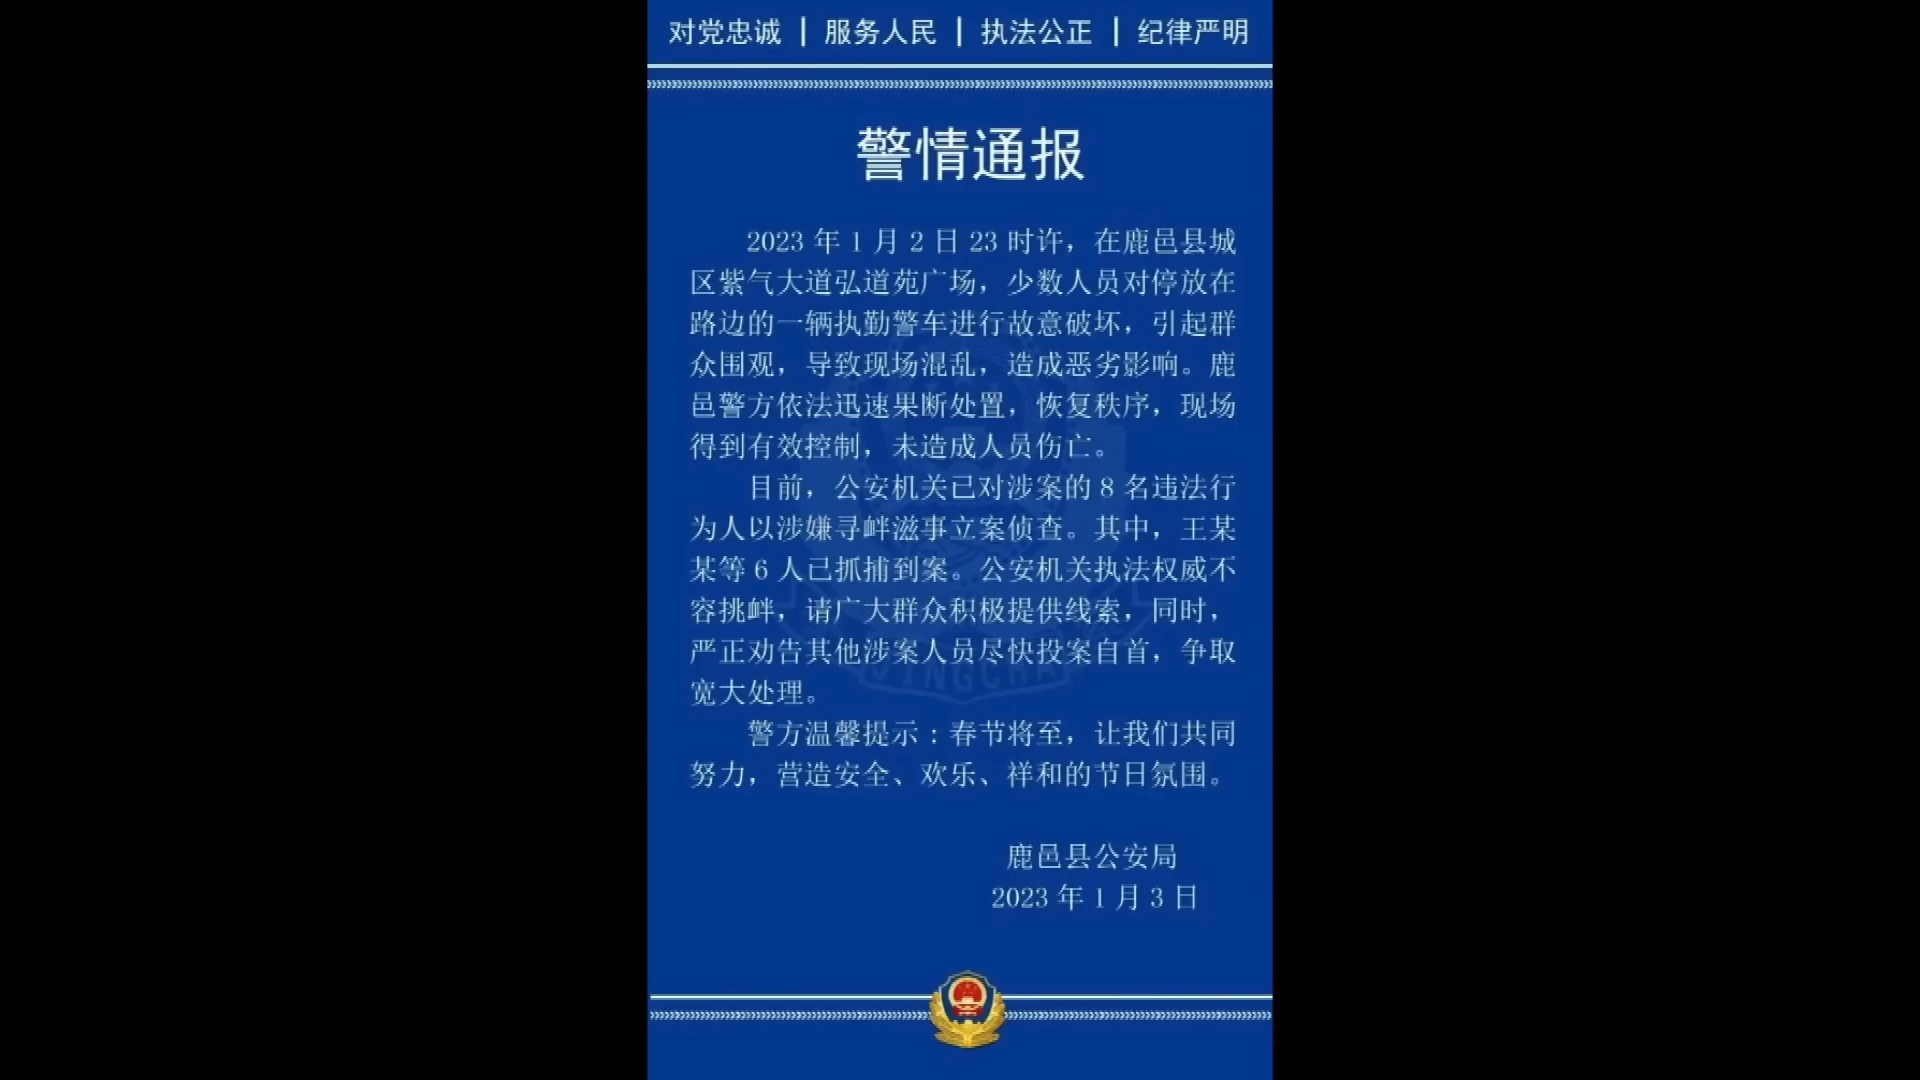 对党忠诚 | 服务人民 | 执法公正 | 纪律严明
警情通报
2023年1月2日23时许，在鹿邑县城
区紫气大道弘道苑广场，少数人员对停放在
路边的一辆执勤警车进行故意破坏，引起群
众围观，导致现场混乱，造成恶劣影响。鹿
邑警方依法迅速果断处置，恢复秩序，现场
得到有效控制，未造成人员伤亡。
目前，公安机关已对涉案的8名违法行
为人以涉嫌寻衅滋事立案侦查。其中，王某
某等6人已抓捕到案。公安机关执法权威不
容挑衅，请广大群众积极提供线索，同时，
严正劝告其他涉案人员尽快投案自首，争取
宽大处理。
警方温馨提示：春节将至，让我们共同
努力，营造安全、欢乐、祥和的节日氛围。
鹿邑县公安局
2023年1月3日
JINGCHA